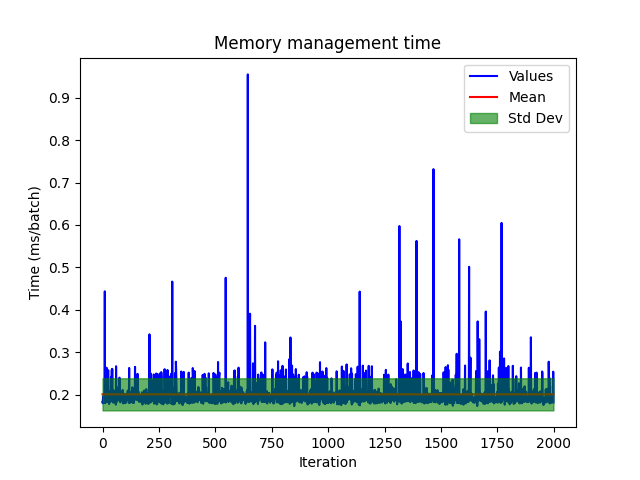 Memory management time
Values
Mean
Std Dev
0.9
0.8
0.7
0.6
0.5
0.4
0.3
0.2
Time (ms/batch)
0 250 500 750 1000 1250 1500 1750 2000
Iteration